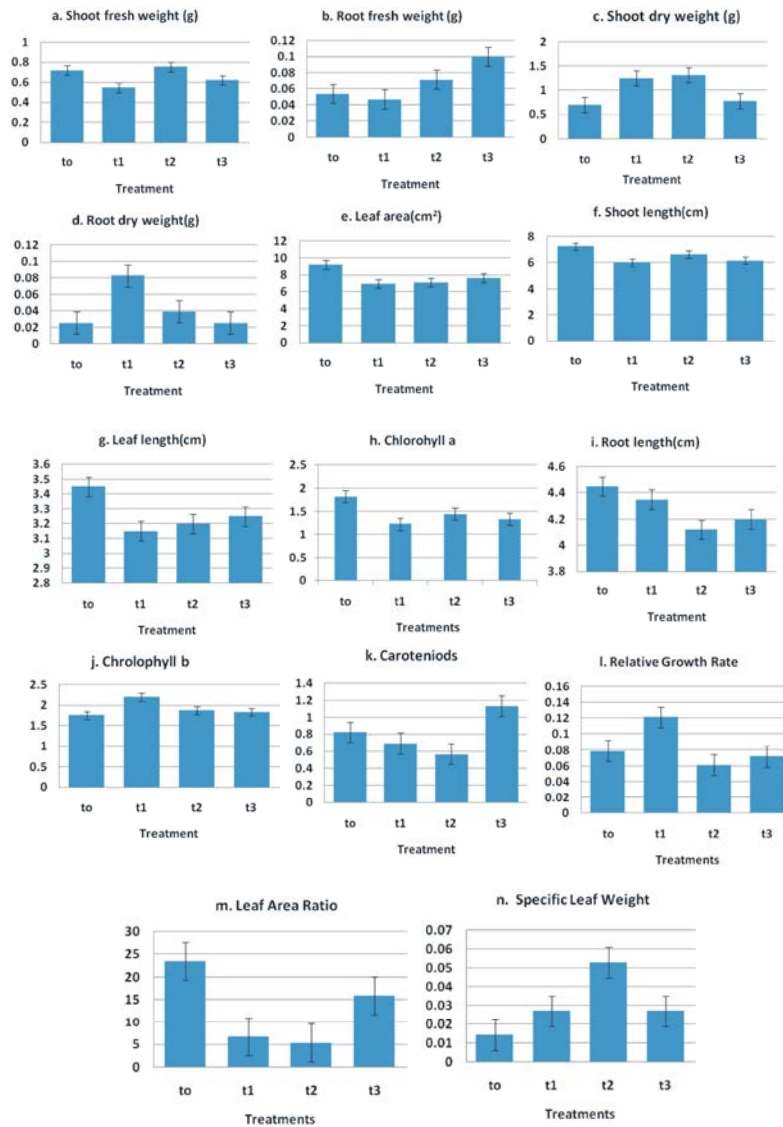 a. Shoot fresh weight (g)
1
0.8
0.6
0.4
0.2
0
to t1 t2 t3
Treatment
b. Root fresh weight (g)
0.12
0.1
0.08
0.06
0.04
0.02
0
to t1 t2 t3
Treatment
c. Shoot dry weight (g)
2
1.5
1
0.5
0
to t1 t2 t3
Treatment
d. Root dry weight(g)
0.12
0.1
0.08
0.06
0.04
0.02
0
to t1 t2 t3
Treatment
e. Leaf area(cm²)
12
10
8
6
4
2
0
to t1 t2 t3
Treatment
f. Shoot length(cm)
8
6
4
2
0
to t1 t2 t3
Treatment
g. Leaf length(cm)
3.6
3.5
3.4
3.3
3.2
3.1
3
2.9
2.8
to t1 t2 t3
Treatment
h. Chlorohyll a
2.5
2
1.5
1
0.5
0
to t1 t2 t3
Treatments
i. Root length(cm)
4.6
4.4
4.2
4
3.8
to t1 t2 t3
Treatment
j. Chrolophyll b
2.5
2
1.5
1
0.5
0
to t1 t2 t3
Treatment
k. Caroteniods
1.4
1.2
1
0.8
0.6
0.4
0.2
0
to t1 t2 t3
Treatment
l. Relative Growth Rate
0.16
0.14
0.12
0.1
0.08
0.06
0.04
0.02
0
to t1 t2 t3
Treatments
m. Leaf Area Ratio
30
25
20
15
10
5
0
to t1 t2 t3
Treatments
n. Specific Leaf Weight
0.07
0.06
0.05
0.04
0.03
0.02
0.01
0
to t1 t2 t3
Treatments